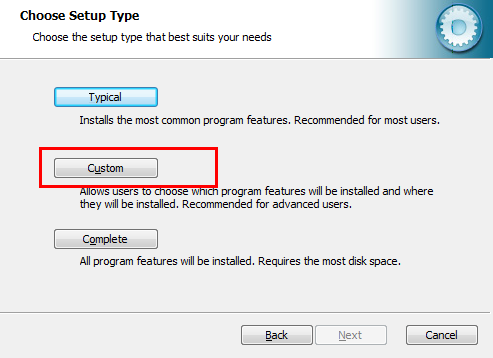 Choose Setup Type
Choose the setup type that best suits your needs
Typical
Installs the most common program features. Recommended for most users.
Custom
Allows users to choose which program features will be installed and where
they will be installed. Recommended for advanced users.
Complete
All program features will be installed. Requires the most disk space.
Back Next Cancel